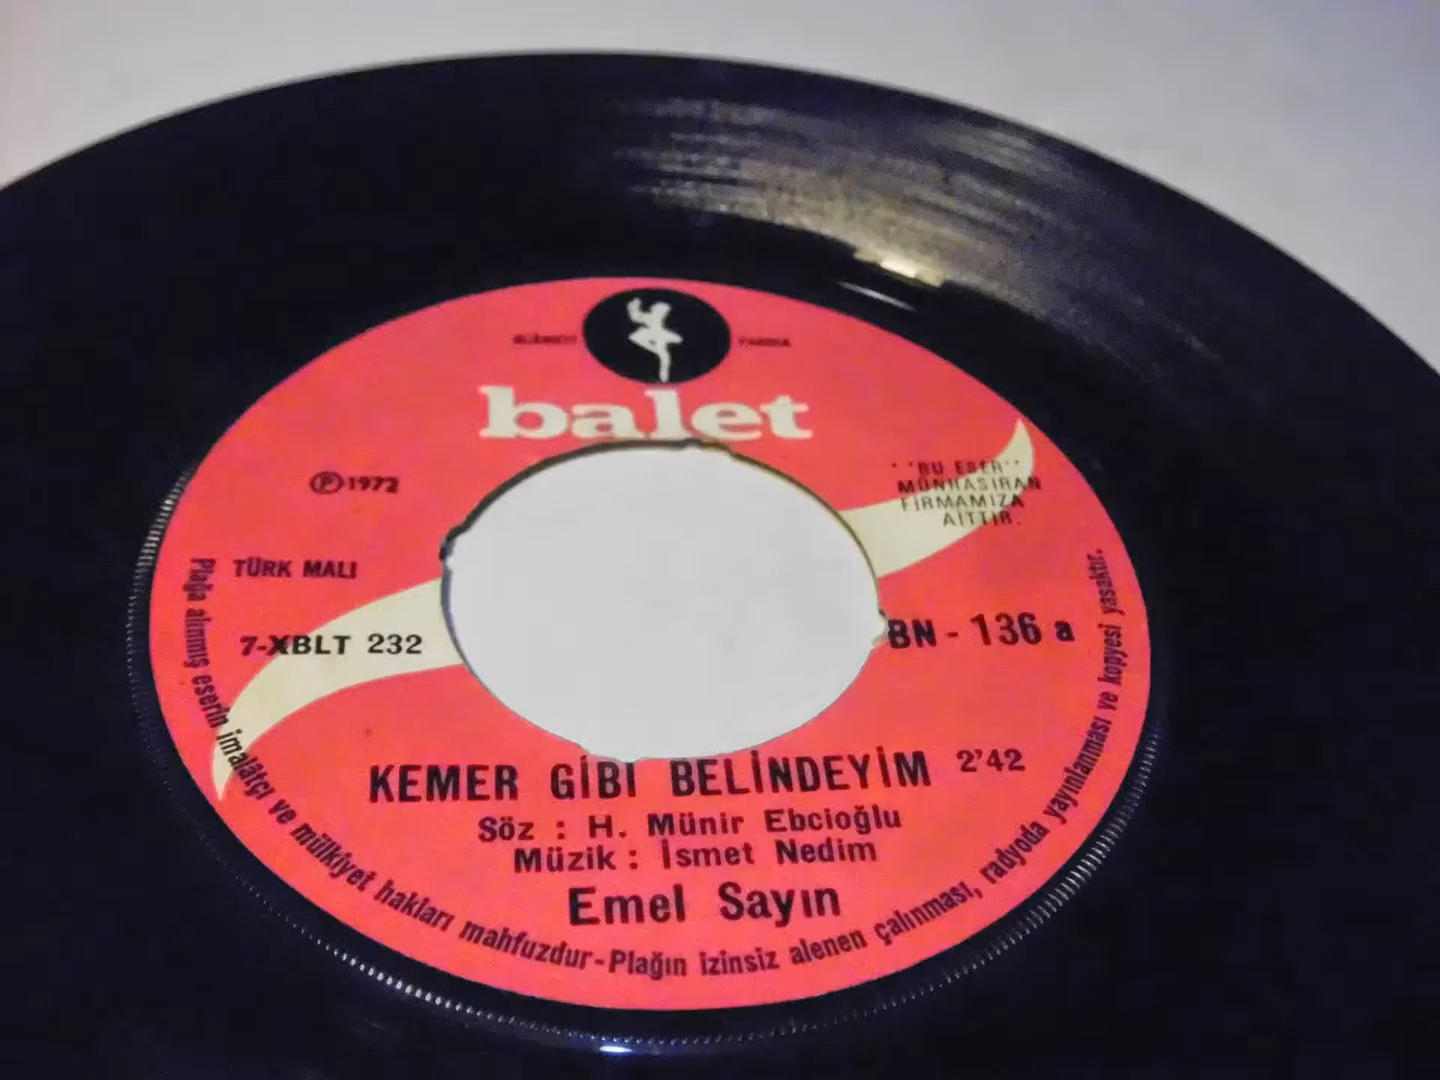 balet
℗1972
"BU ESER"
MÜNHASIRAN
FİRMAMIZA
AİTTİR.
TÜRK MALI
7-XBLT 232
BN - 136 a
KEMER GİBİ BELİNDEYİM 2'42
Söz : H. Münir Ebcioğlu
Müzik : İsmet Nedim
Emel Sayın
Plağa alınmış eserin imalâtçı ve mülkiyet hakları mahfuzdur-Plağın izinsiz alenen çalınması, radyoda yayınlanması ve kopyesi yasaktır.